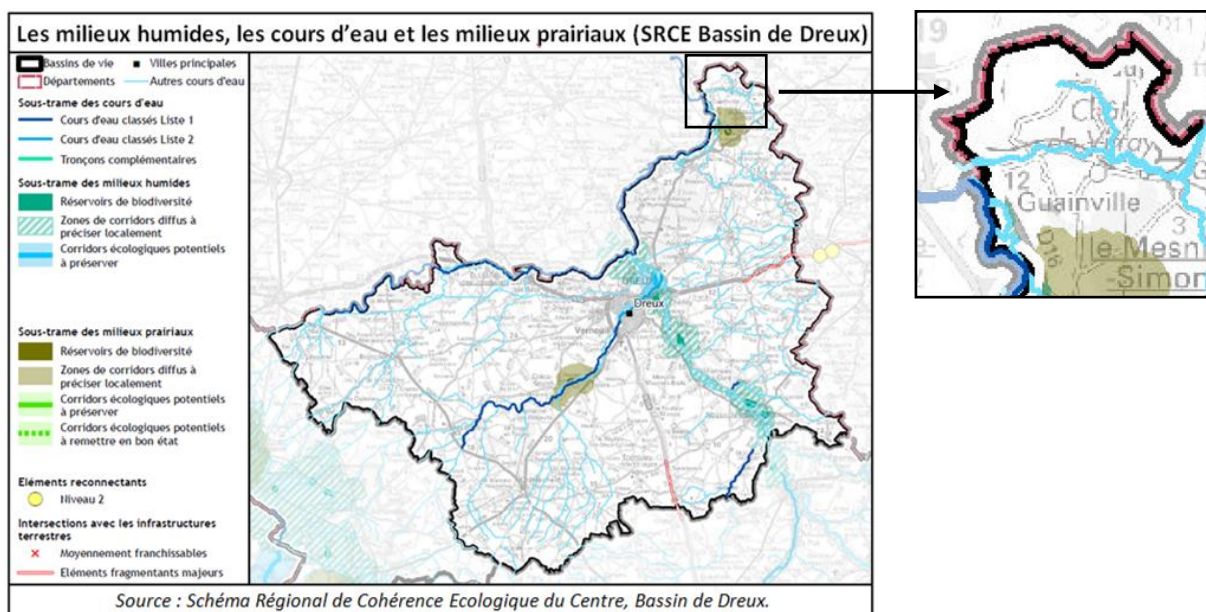 Les milieux humides, les cours d'eau et les milieux prairiaux (SRCE Bassin de Dreux)
Bassins de vie
Villes principales
Départements
Autres cours d'eau
Sous-trame des cours d'eau
Cours d'eau classés Liste 1
Cours d'eau classés Liste 2
Tronçons complémentaires
Sous-trame des milieux humides
Réservoirs de biodiversité
Zones de corridors diffus à
préciser localement
Corridors écologiques potentiels
à préserver
Sous-trame des milieux prairiaux
Réservoirs de biodiversité
Zones de corridors diffus à
préciser localement
Corridors écologiques potentiels
à préserver
Corridors écologiques potentiels
à remettre en bon état
Eléments reconnectants
Niveau 2
Intersections avec les infrastructures
terrestres
Moyennement franchissables
Eléments fragmentants majeurs
Dreux
Source : Schéma Régional de Cohérence Ecologique du Centre, Bassin de Dreux.
19
D11
12
Guainville
3
D16
le Mesni
Simon